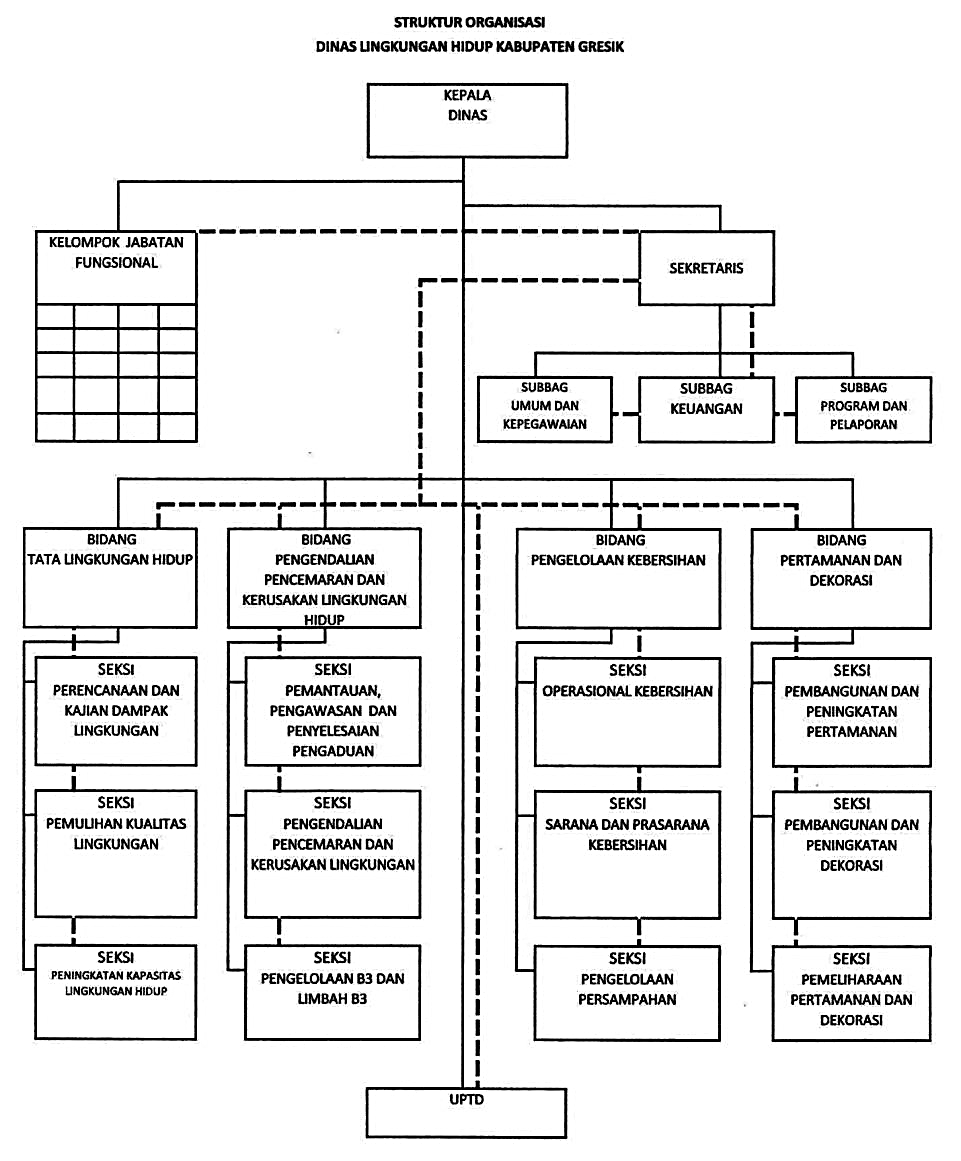 STRUKTUR ORGANISASI
DINAS LINGKUNGAN HIDUP KABUPATEN GRESIK
KEPALA
DINAS
KELOMPOK JABATAN
FUNGSIONAL
SEKRETARIS
SUBBAG
UMUM DAN
KEPEGAWAIAN
SUBBAG
KEUANGAN
SUBBAG
PROGRAM DAN
PELAPORAN
BIDANG
TATA LINGKUNGAN HIDUP
BIDANG
PENGENDALIAN
PENCEMARAN DAN
KERUSAKAN LINGKUNGAN
HIDUP
BIDANG
PENGELOLAAN KEBERSIHAN
BIDANG
PERTAMANAN DAN
DEKORASI
SEKSI
PERENCANAAN DAN
KAJIAN DAMPAK
LINGKUNGAN
SEKSI
PEMANTAUAN,
PENGAWASAN DAN
PENYELESAIAN
PENGADUAN
SEKSI
OPERASIONAL KEBERSIHAN
SEKSI
PEMBANGUNAN DAN
PENINGKATAN
PERTAMANAN
SEKSI
PEMULIHAN KUALITAS
LINGKUNGAN
SEKSI
PENGENDALIAN
PENCEMARAN DAN
KERUSAKAN LINGKUNGAN
SEKSI
SARANA DAN PRASARANA
KEBERSIHAN
SEKSI
PEMBANGUNAN DAN
PENINGKATAN
DEKORASI
SEKSI
PENINGKATAN KAPASITAS
LINGKUNGAN HIDUP
SEKSI
PENGELOLAAN B3 DAN
LIMBAH B3
SEKSI
PENGELOLAAN
PERSAMPAHAN
SEKSI
PEMELIHARAAN
PERTAMANAN DAN
DEKORASI
UPTD